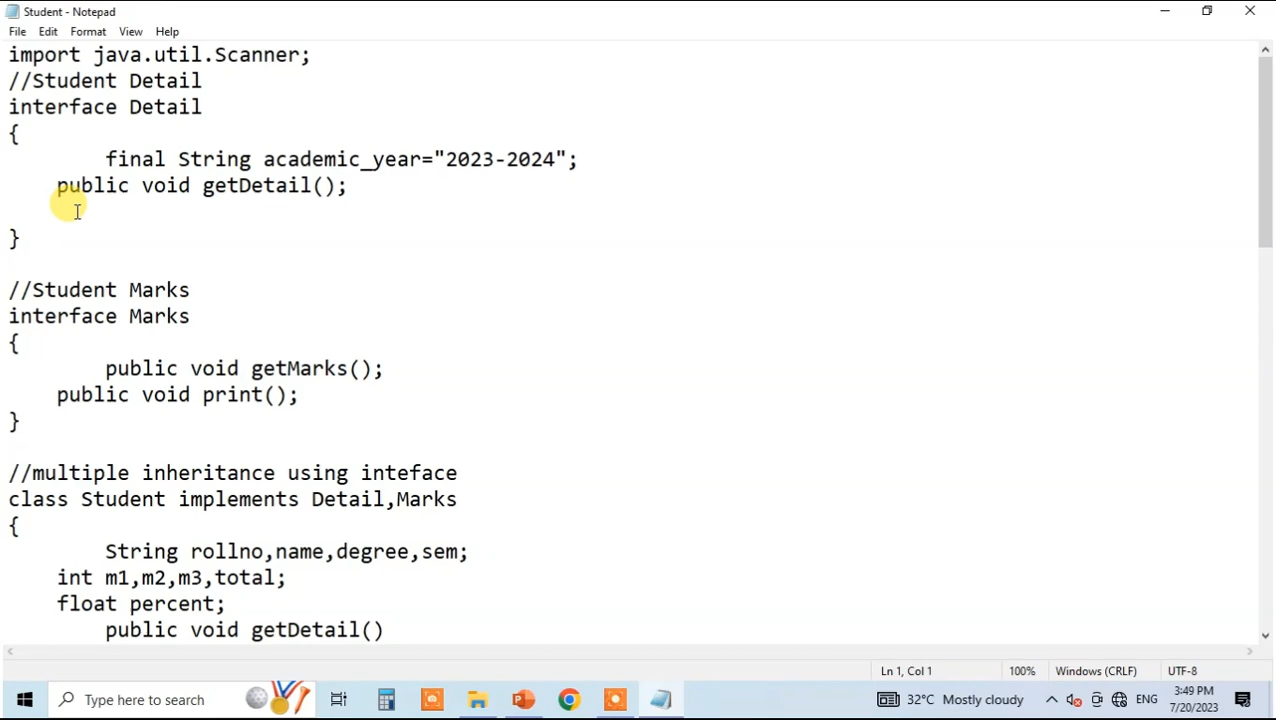 Student - Notepad
File Edit Format View Help
import java.util.Scanner;
//Student Detail
interface Detail
{
final String academic_year="2023-2024";
public void getDetail();
}
//Student Marks
interface Marks
{
public void getMarks();
public void print();
}
//multiple inheritance using inteface
class Student implements Detail,Marks
{
String rollno,name,degree,sem;
int m1,m2,m3,total;
float percent;
public void getDetail()
Ln 1, Col 1 100% Windows (CRLF) UTF-8
Type here to search 32°C Mostly cloudy ENG 3:49 PM
7/20/2023